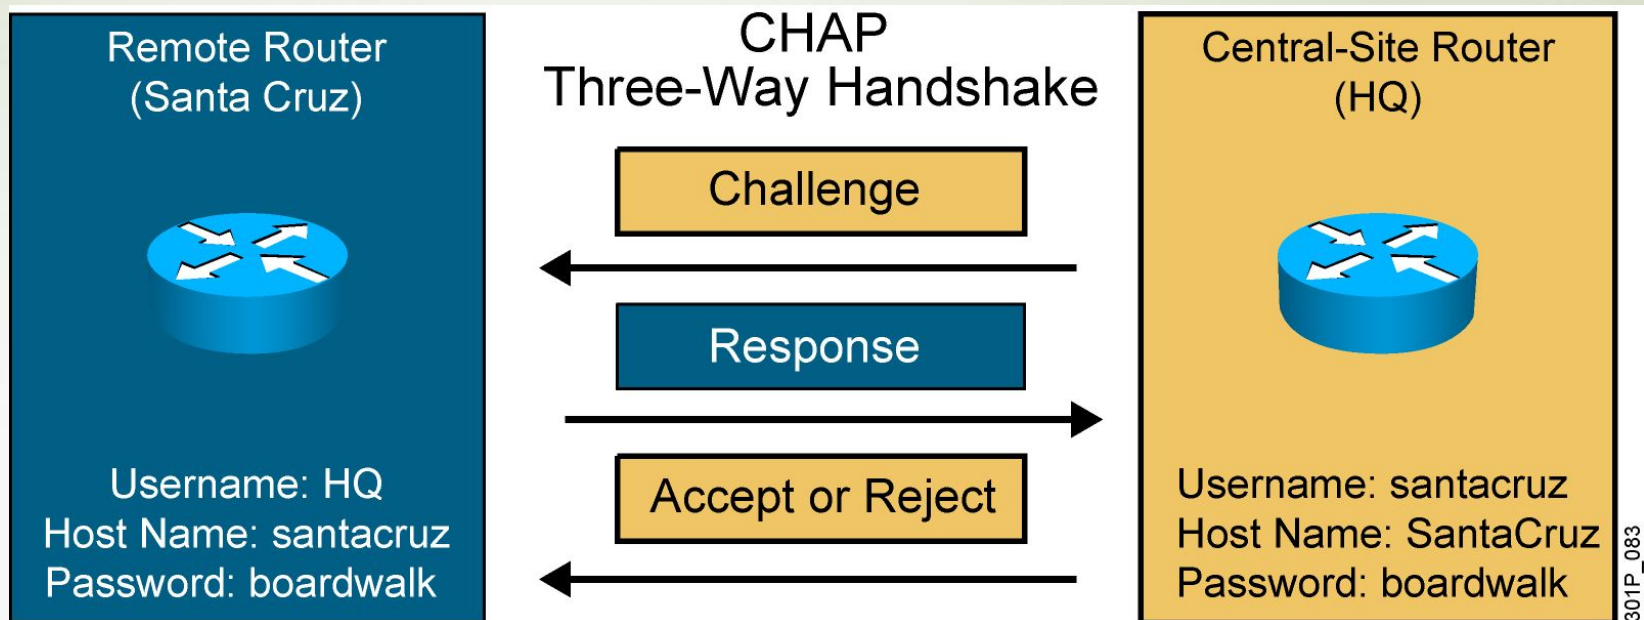 Remote Router
(Santa Cruz)
Username: HQ
Host Name: santacruz
Password: boardwalk
CHAP
Three-Way Handshake
Challenge
Response
Accept or Reject
Central-Site Router
(HQ)
Username: santacruz
Host Name: SantaCruz
Password: boardwalk
301P_083